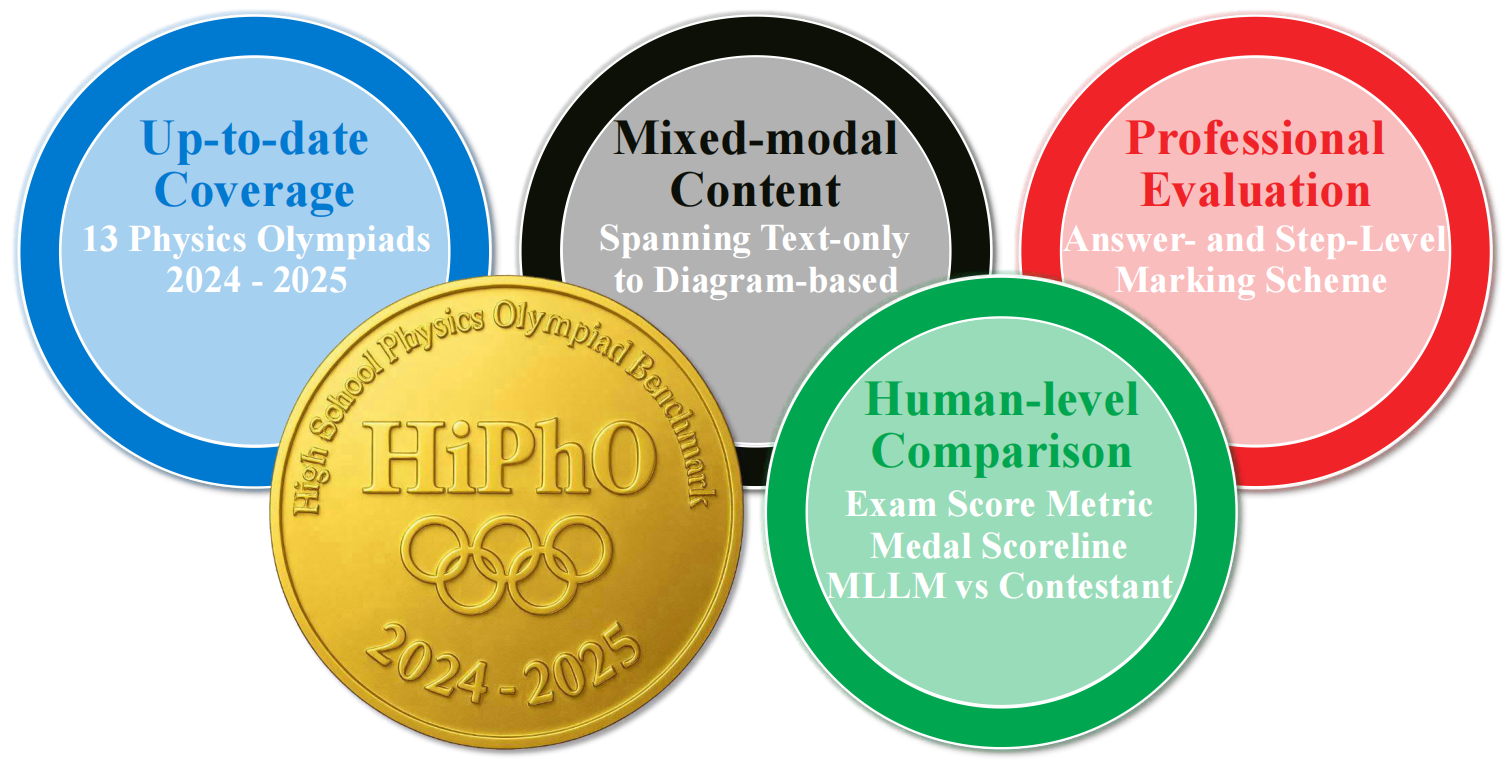 Up-to-date
Coverage
13 Physics Olympiads
2024 - 2025
Mixed-modal
Content
Spanning Text-only
to Diagram-based
Professional
Evaluation
Answer- and Step-Level
Marking Scheme
High School Physics Olympiad Benchmark
HiPhO
2024 - 2025
Human-level
Comparison
Exam Score Metric
Medal Scoreline
MLLM vs Contestant